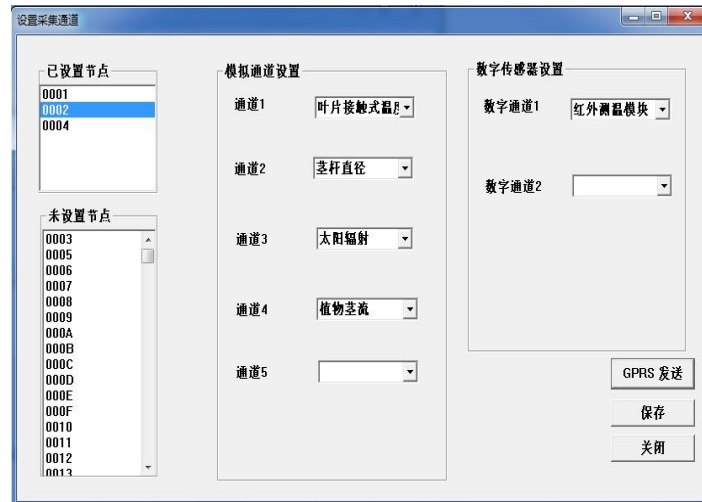 设置采集通道
已设置节点
0001
0002
0004
未设置节点
0003
0005
0006
0007
0008
0009
000A
000B
000C
000D
000E
000F
0010
0011
0012
0013
模拟通道设置
通道1 叶片接触式温度
通道2 茎杆直径
通道3 太阳辐射
通道4 植物茎流
通道5
数字传感器设置
数字通道1 红外测温模块
数字通道2
GPRS 发送
保存
关闭